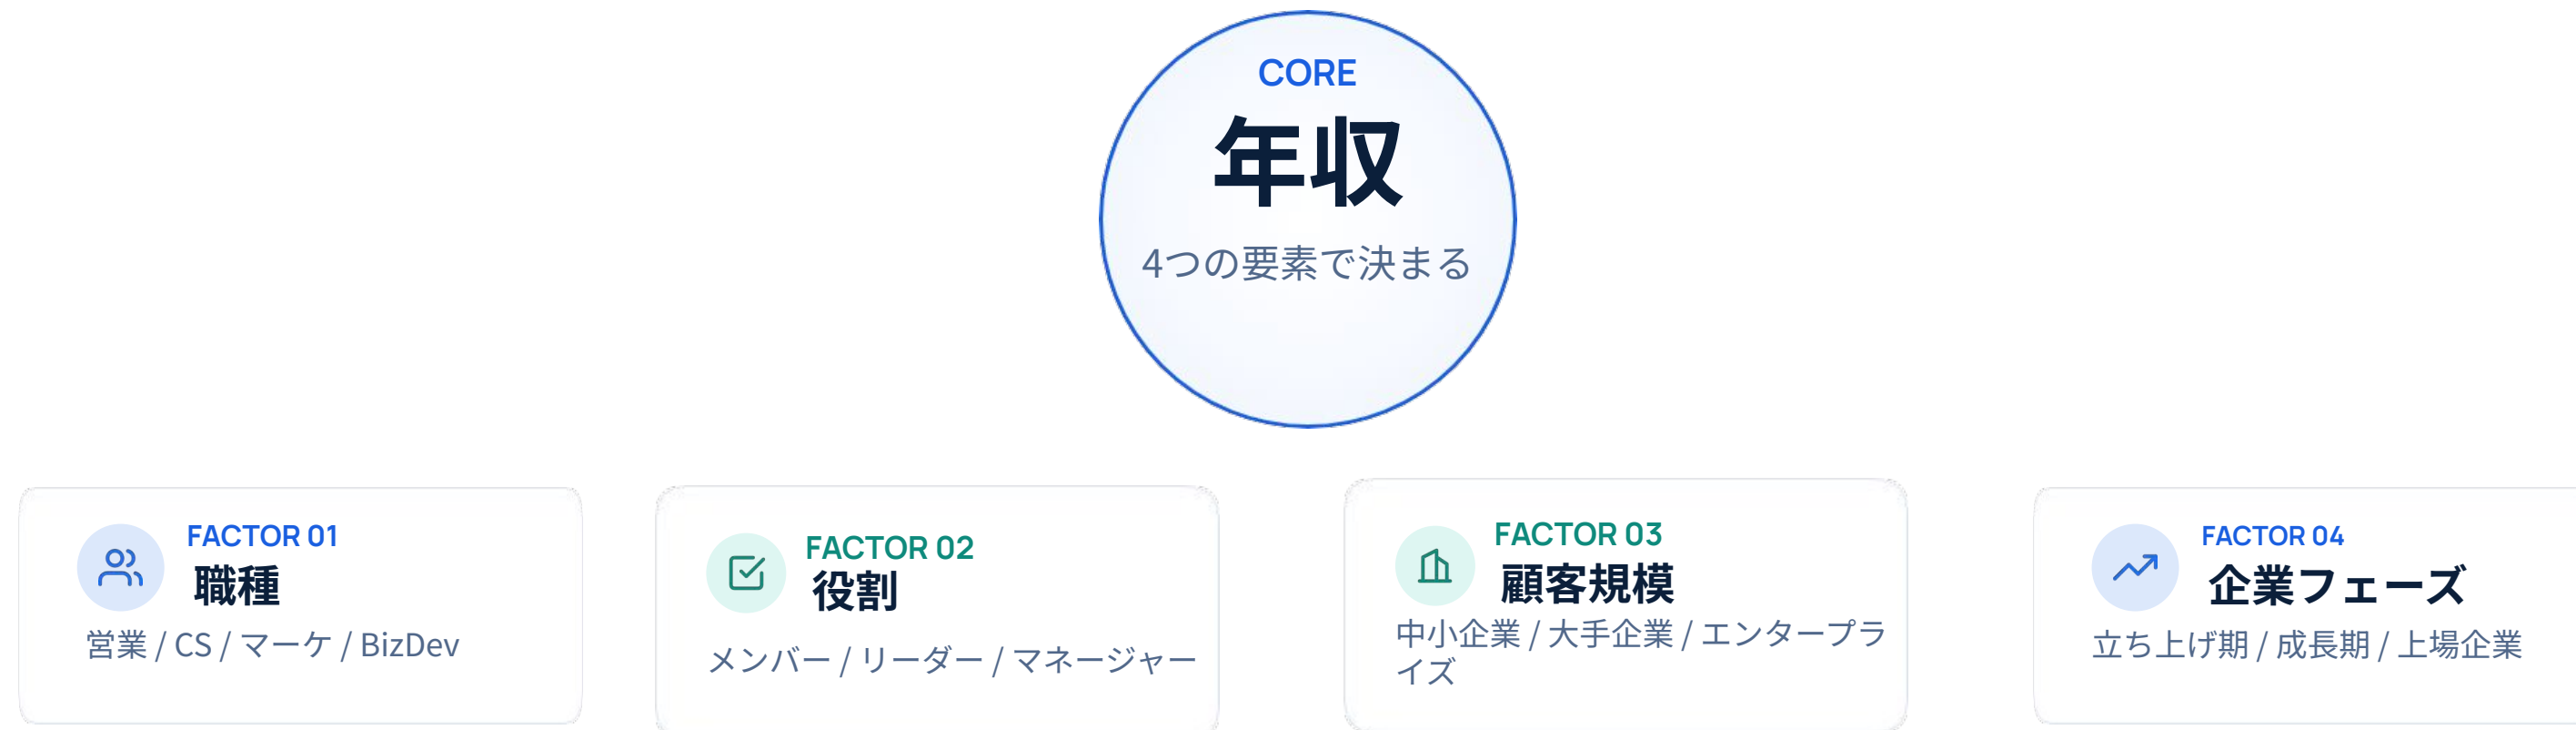 CORE
年収
4つの要素で決まる
FACTOR 01
職種
営業 / CS / マーケ / BizDev
FACTOR 02
役割
メンバー / リーダー / マネージャー
FACTOR 03
顧客規模
中小企業 / 大手企業 / エンタープラ
イズ
FACTOR 04
企業フェーズ
立ち上げ期 / 成長期 / 上場企業